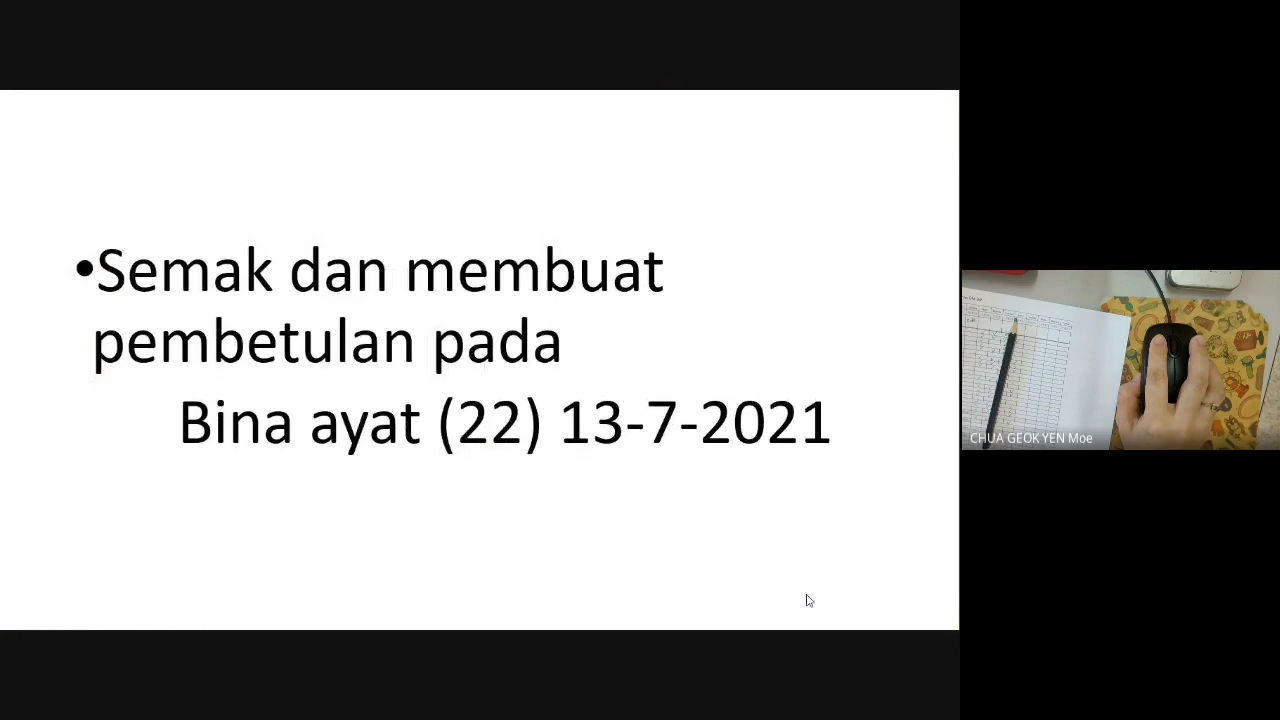 •Semak dan membuat
pembetulan pada
Bina ayat (22) 13-7-2021
CHUA GEOK YEN Moe